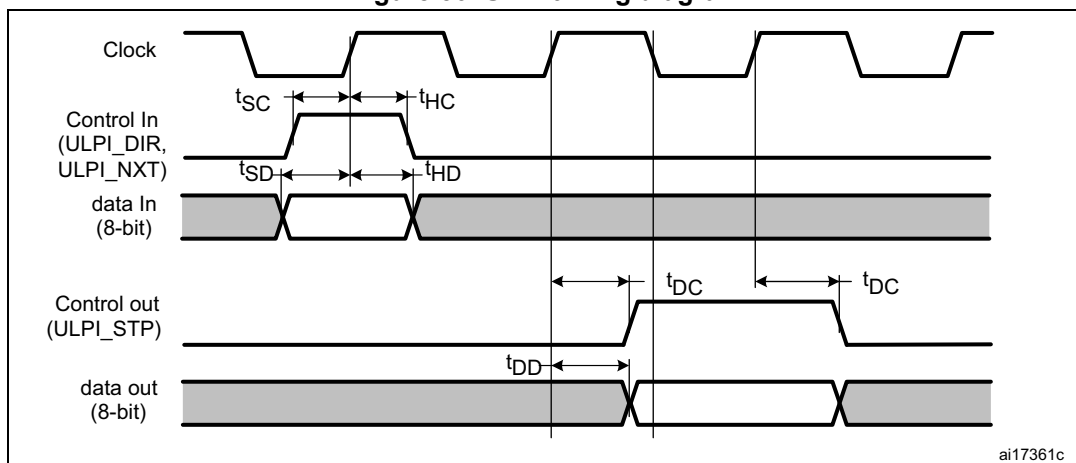 Clock
tSC
tHC
Control In
(ULPI_DIR,
ULPI_NXT)
tSD
tHD
data In
(8-bit)
tDC
tDC
Control out
(ULPI_STP)
tDD
data out
(8-bit)
ai17361c